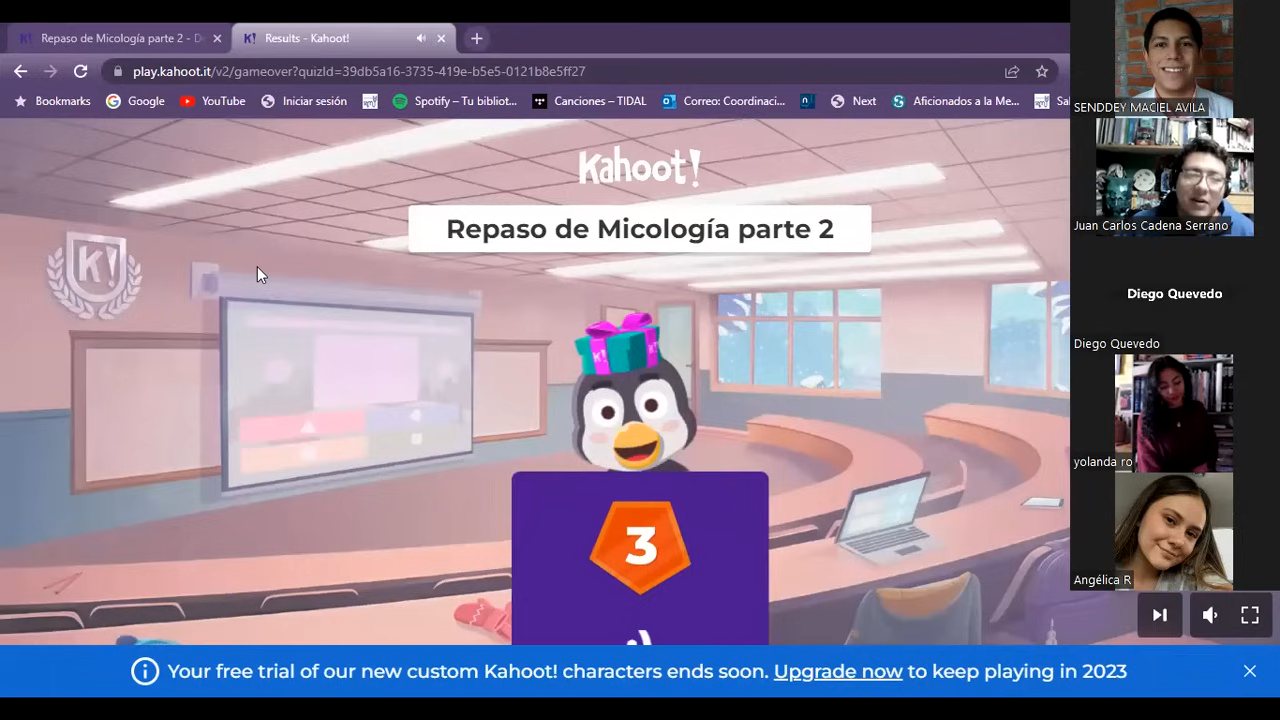 Repaso de Micología parte 2 - D
Results - Kahoot!
play.kahoot.it/v2/gameover?quizId=39db5a16-3735-419e-b5e5-0121b8e5ff27
Bookmarks
Google
YouTube
Iniciar sesión
Spotify – Tu bibliot...
Canciones – TIDAL
Correo: Coordinaci...
Next
Aficionados a la Me...
Sal
SENDDEY MACIEL AVILA
Juan Carlos Cadena Serrano
Diego Quevedo
Diego Quevedo
yolanda ro
Angélica R
Kahoot!
Repaso de Micología parte 2
K!
K!
3
Your free trial of our new custom Kahoot! characters ends soon. Upgrade now to keep playing in 2023